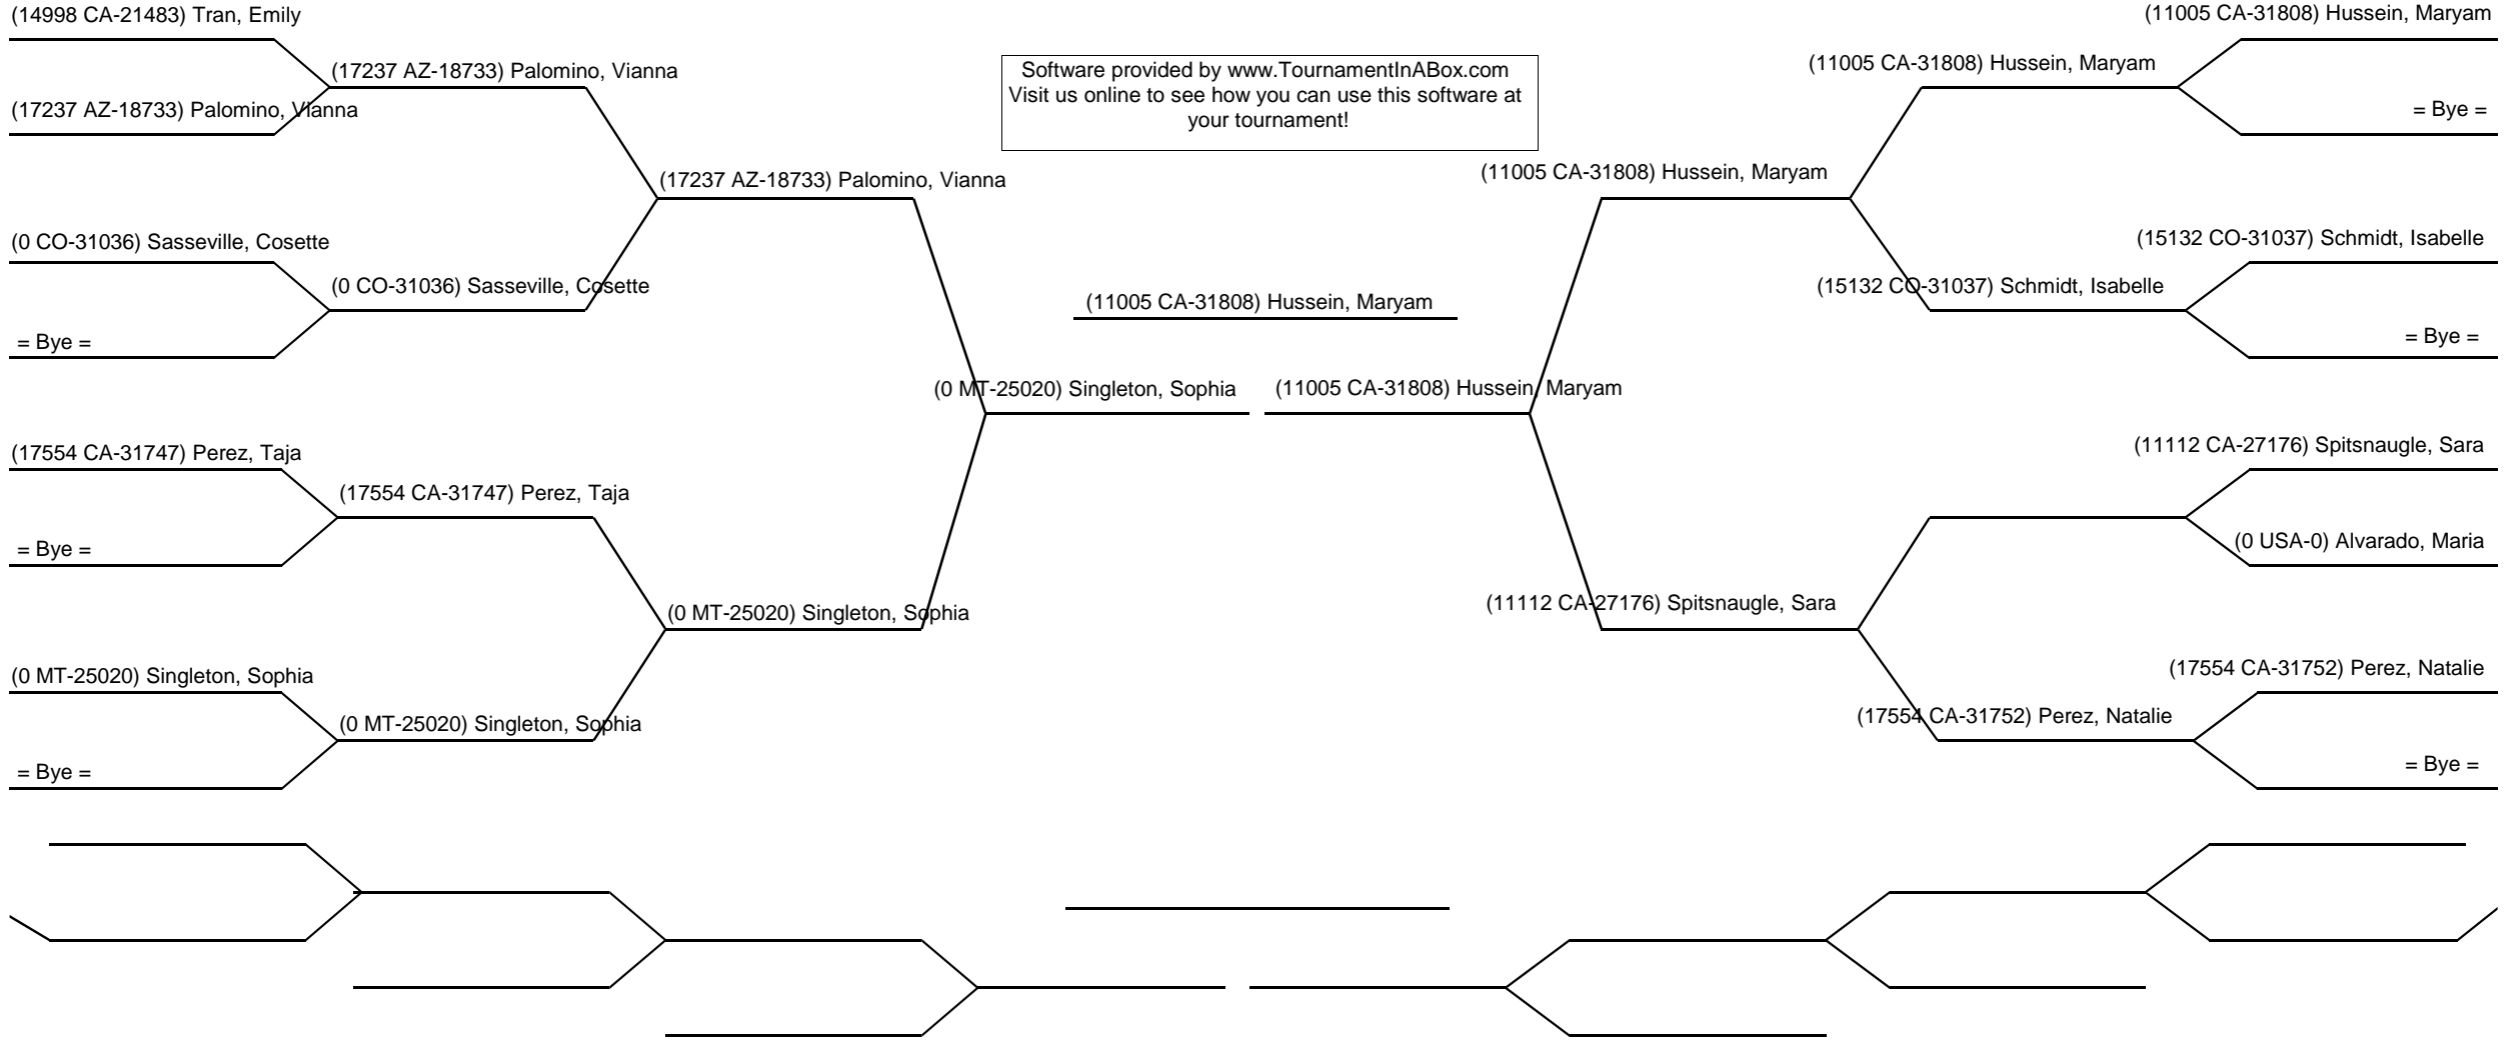 (14998 CA-21483) Tran, Emily
(17237 AZ-18733) Palomino, Vianna
(17237 AZ-18733) Palomino, Vianna
(17237 AZ-18733) Palomino, Vianna
(0 CO-31036) Sasseville, Cosette
(0 CO-31036) Sasseville, Cosette
= Bye =
(17554 CA-31747) Perez, Taja
(17554 CA-31747) Perez, Taja
= Bye =
(0 MT-25020) Singleton, Sophia
(0 MT-25020) Singleton, Sophia
(0 MT-25020) Singleton, Sophia
= Bye =
(0 MT-25020) Singleton, Sophia
Software provided by www.TournamentInABox.com
Visit us online to see how you can use this software at
your tournament!
(11005 CA-31808) Hussein, Maryam
(11005 CA-31808) Hussein, Maryam
(11005 CA-31808) Hussein, Maryam
(11005 CA-31808) Hussein, Maryam
(11005 CA-31808) Hussein, Maryam
= Bye =
(15132 CO-31037) Schmidt, Isabelle
(15132 CO-31037) Schmidt, Isabelle
= Bye =
(11112 CA-27176) Spitsnaugle, Sara
(0 USA-0) Alvarado, Maria
(11112 CA-27176) Spitsnaugle, Sara
(17554 CA-31752) Perez, Natalie
(17554 CA-31752) Perez, Natalie
= Bye =